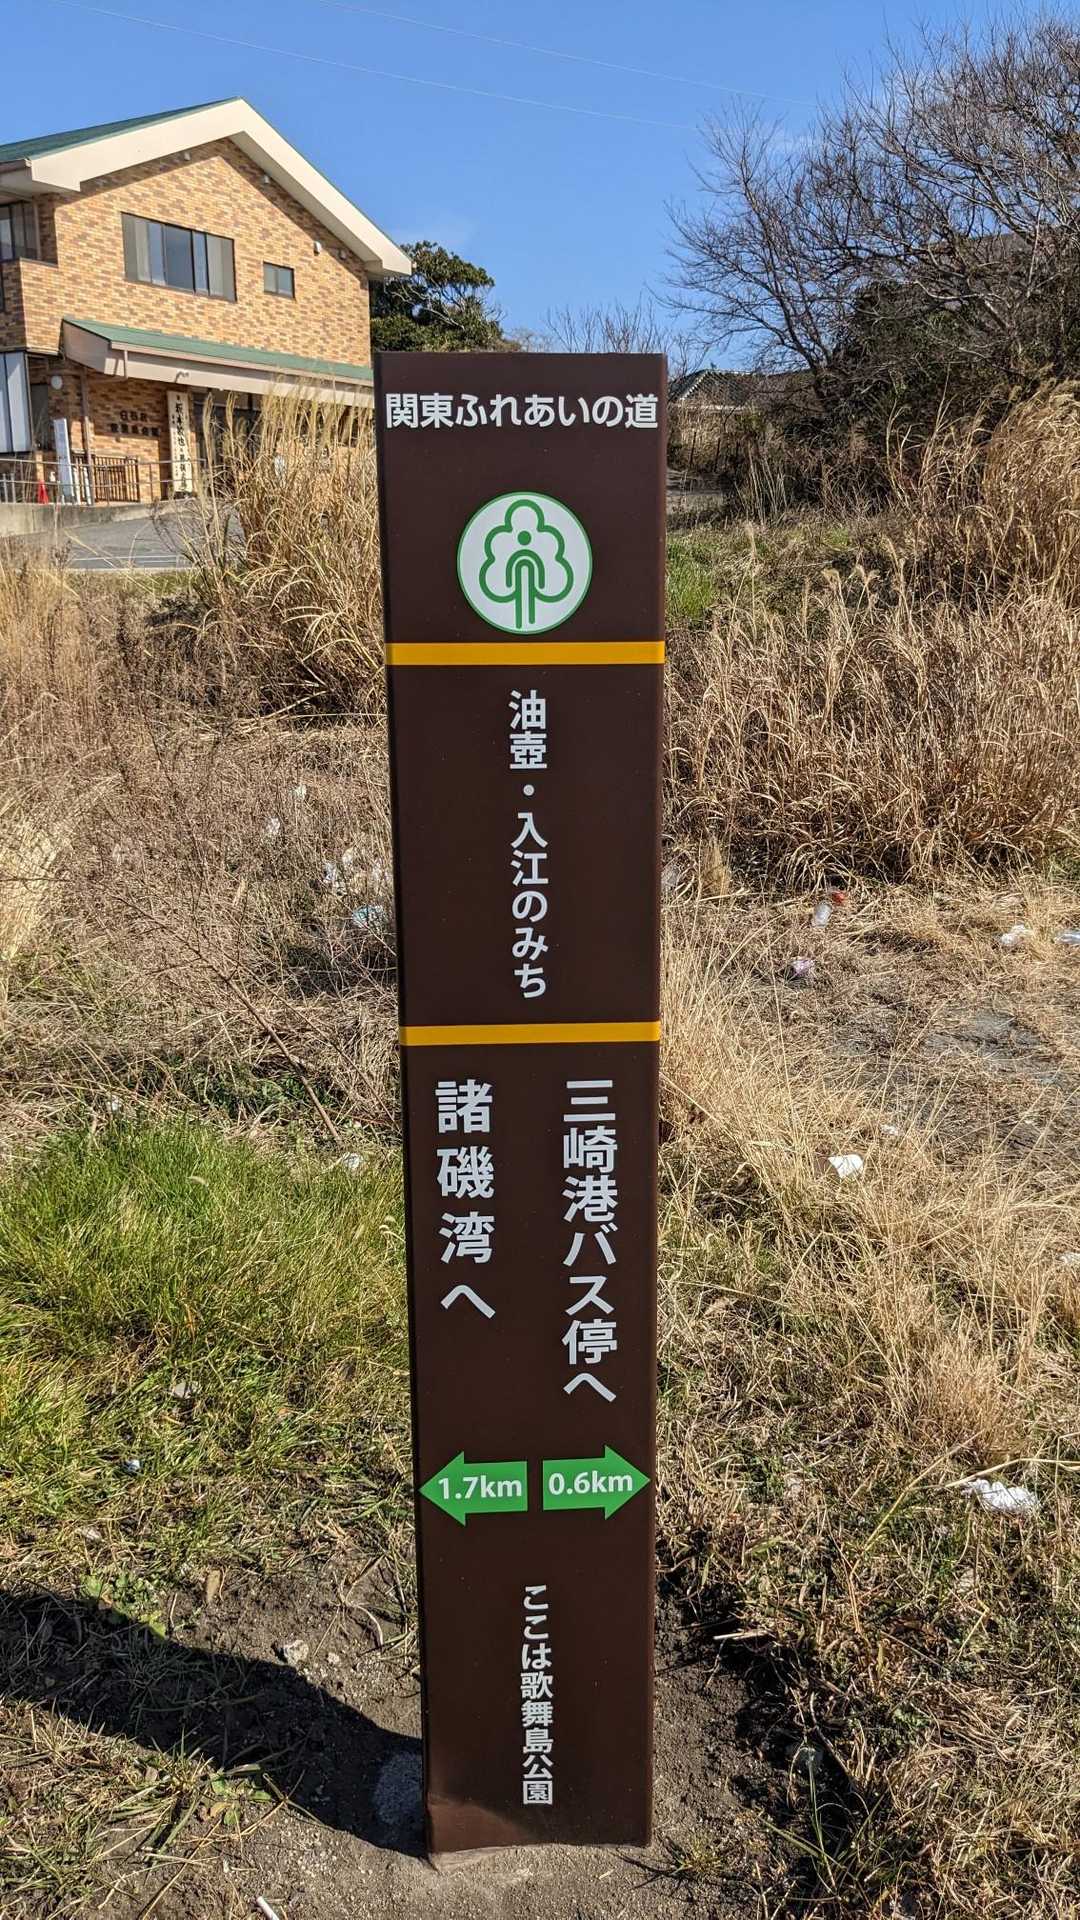 関東ふれあいの道
油壺・入江のみち
三崎港バス停へ
諸磯湾へ
1.7km
0.6km
ここは歌舞島公園